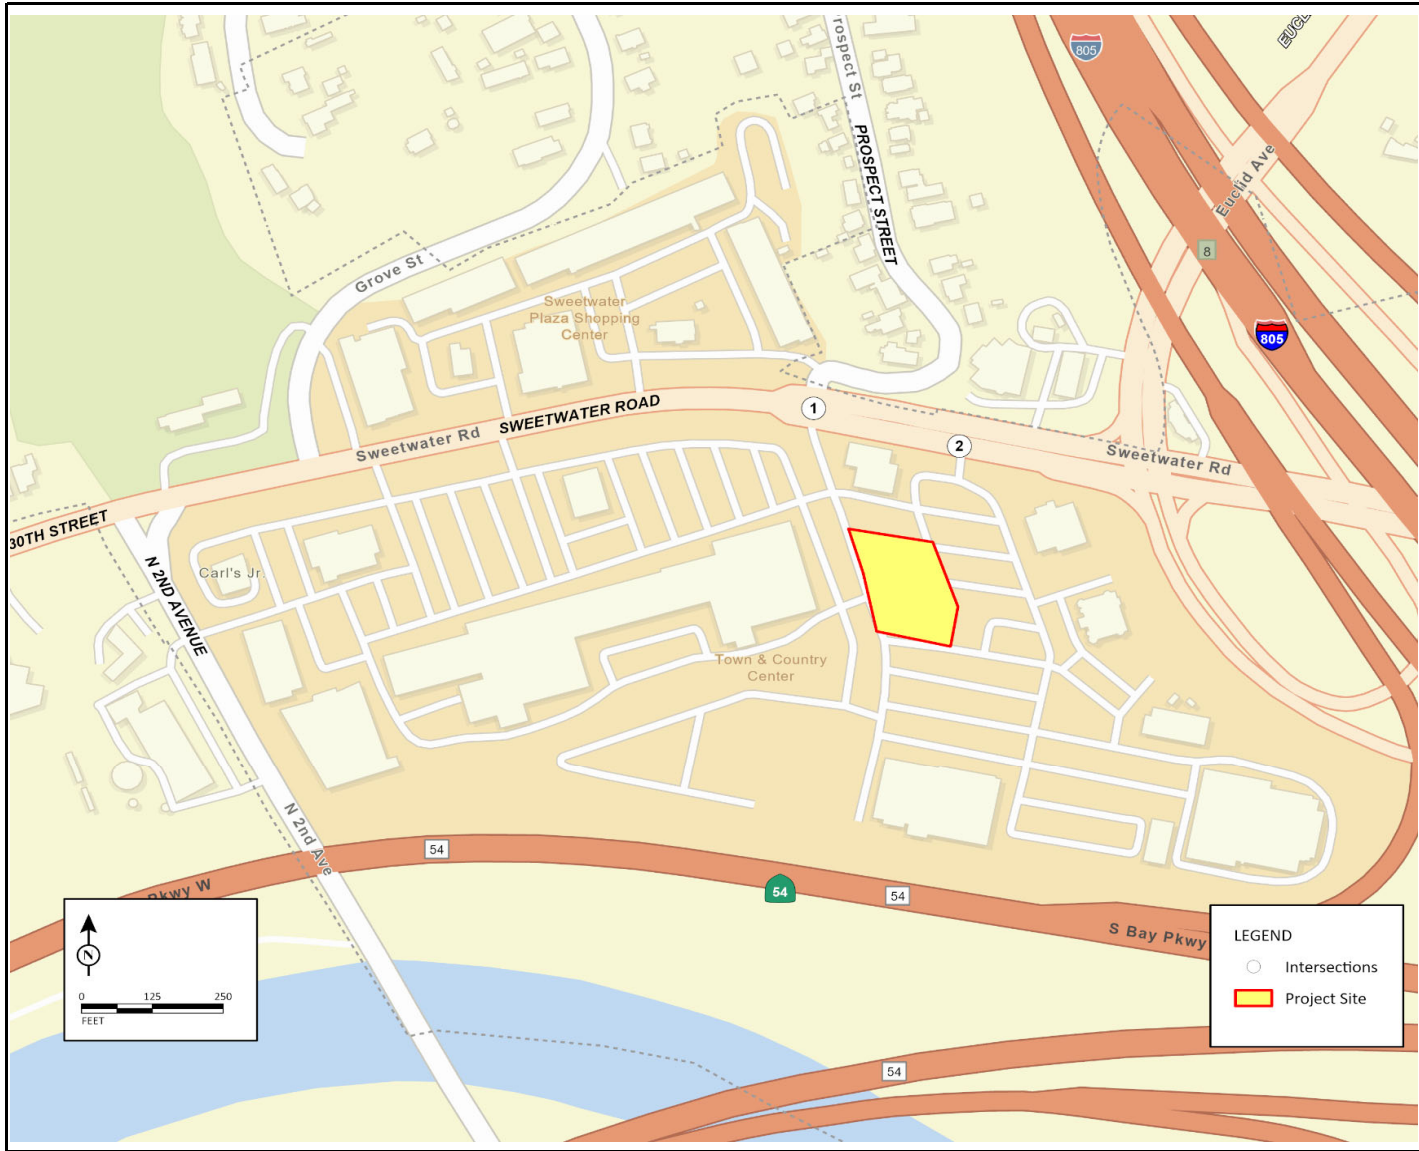 805
EUCL
Prospect St
PROSPECT STREET
Euclid Ave
8
Grove St
Sweetwater
Plaza Shopping
Center
805
1
SWEETWATER ROAD
Sweetwater Rd
2
Sweetwater Rd
30TH STREET
N 2ND AVENUE
Carl's Jr.
Town & Country
Center
N 2nd Ave
54
54
54
Pkwy W
S Bay Pkwy
N
0 125 250
FEET
LEGEND
Intersections
Project Site
54